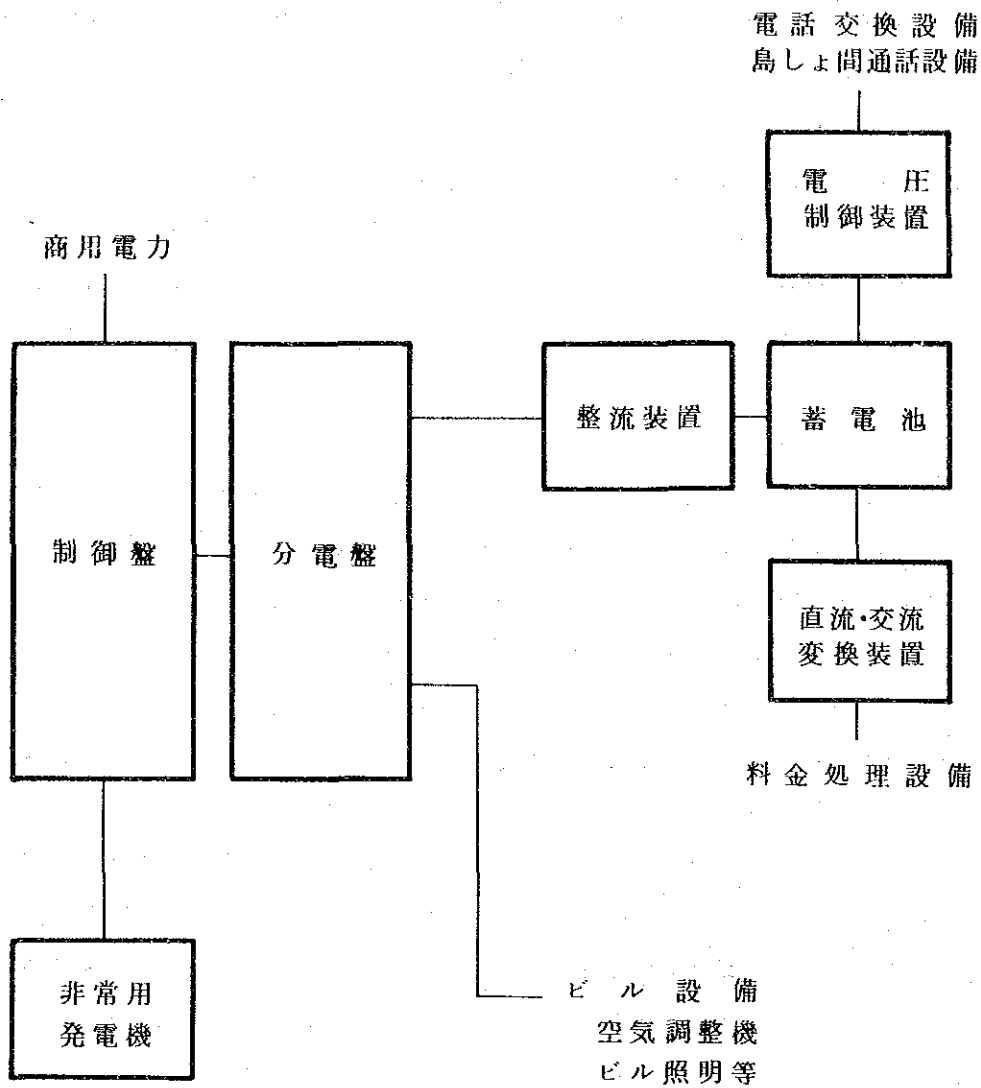 電話交換設備
島しょ間通話設備
電圧
制御装置
商用電力
整流装置
蓄電池
制御盤
分電盤
直流・交流
変換装置
料金処理設備
非常用
発電機
ビル設備
空気調整機
ビル照明等